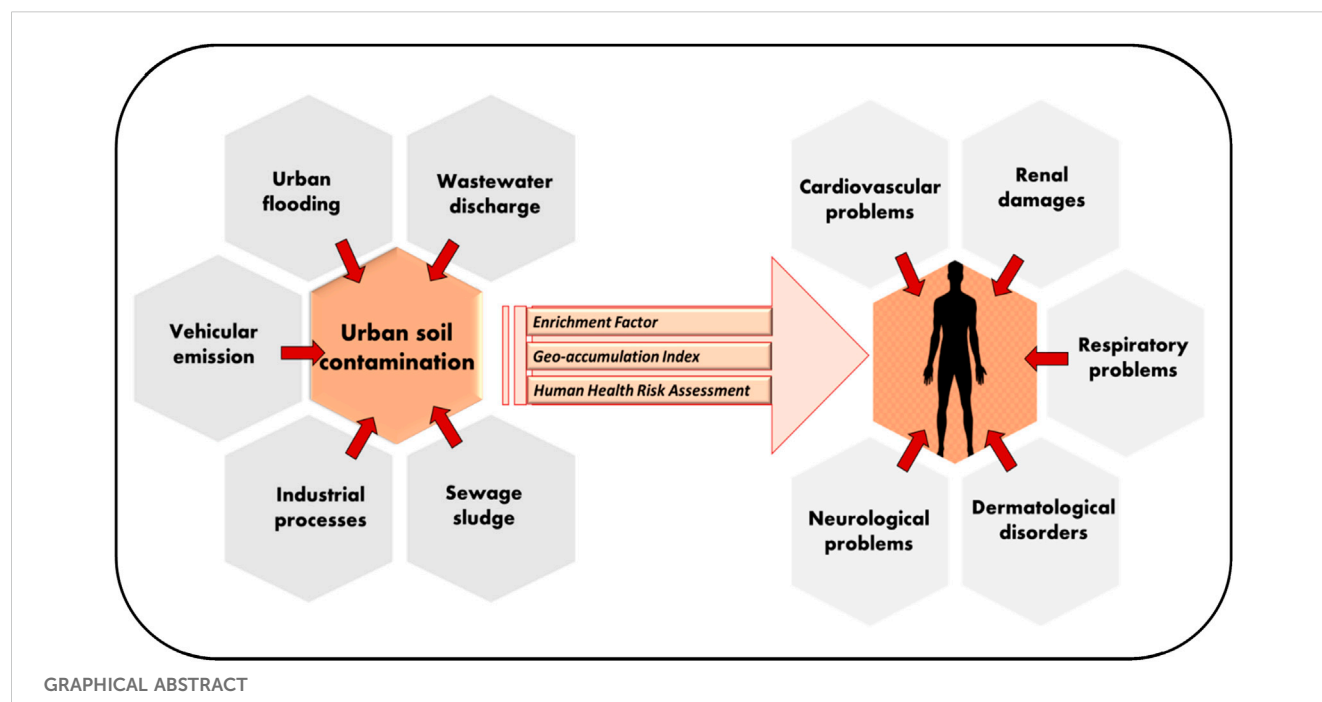 Urban
flooding
Wastewater
discharge
Vehicular
emission
Urban soil
contamination
Industrial
processes
Sewage
sludge
Enrichment Factor
Geo-accumulation Index
Human Health Risk Assessment
Cardiovascular
problems
Renal
damages
Respiratory
problems
Neurological
problems
Dermatological
disorders
GRAPHICAL ABSTRACT